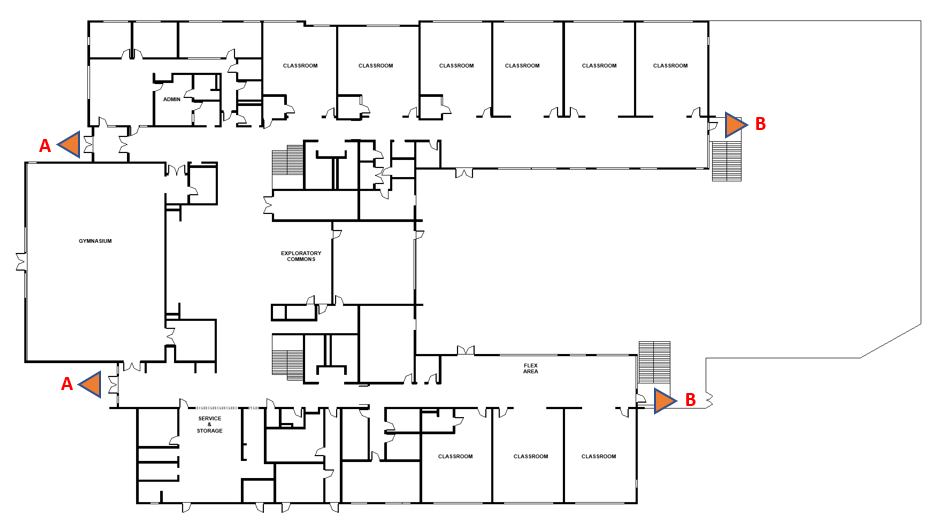 CLASSROOM
CLASSROOM
CLASSROOM
CLASSROOM
CLASSROOM
CLASSROOM
ADMIN
B
A
GYMNASIUM
EXPLORATORY
COMMONS
FLEX
AREA
A
B
SERVICE
&
STORAGE
CLASSROOM
CLASSROOM
CLASSROOM